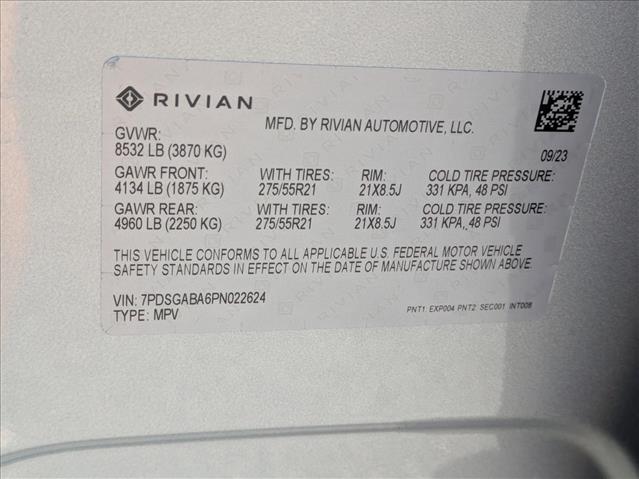 RIVIAN
MFD. BY RIVIAN AUTOMOTIVE, LLC.
GVWR:
8532 LB (3870 KG)
09/23
GAWR FRONT: WITH TIRES: RIM: COLD TIRE PRESSURE:
4134 LB (1875 KG) 275/55R21 21X8.5J 331 KPA, 48 PSI
GAWR REAR: WITH TIRES: RIM: COLD TIRE PRESSURE:
4960 LB (2250 KG) 275/55R21 21X8.5J 331 KPA, 48 PSI
THIS VEHICLE CONFORMS TO ALL APPLICABLE U.S. FEDERAL MOTOR VEHICLE
SAFETY STANDARDS IN EFFECT ON THE DATE OF MANUFACTURE SHOWN ABOVE.
VIN: 7PDSGABA6PN022624
TYPE: MPV
PNT1: EXP004 PNT2: SEC001 INT008